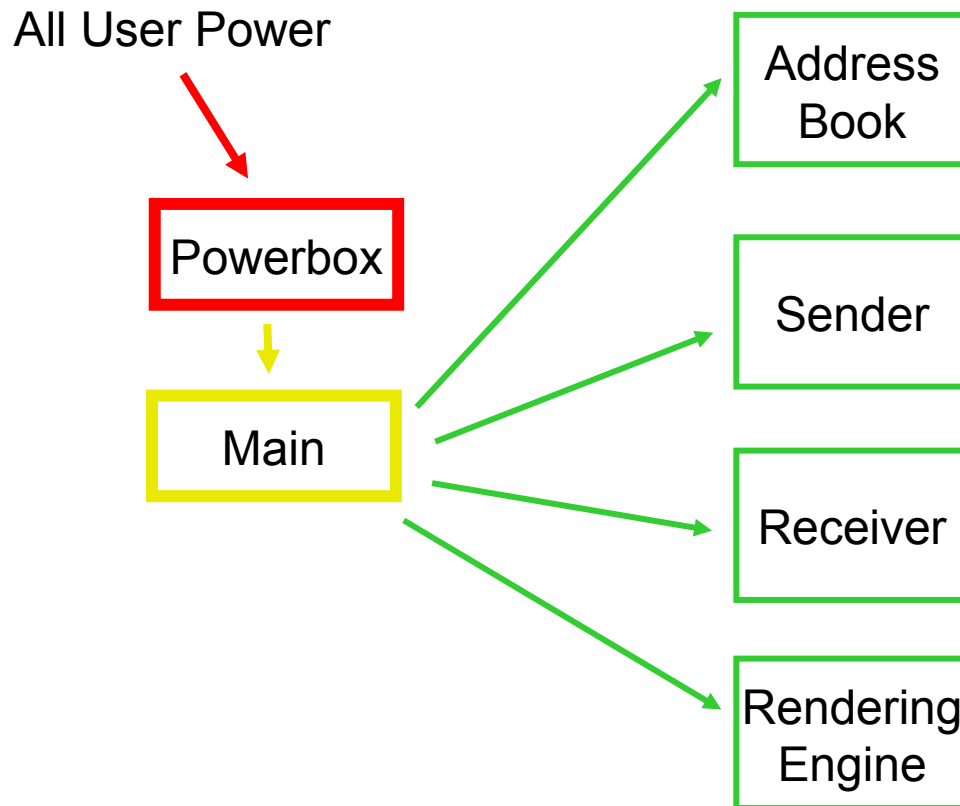 All User Power
Powerbox
Main
Address
Book
Sender
Receiver
Rendering
Engine